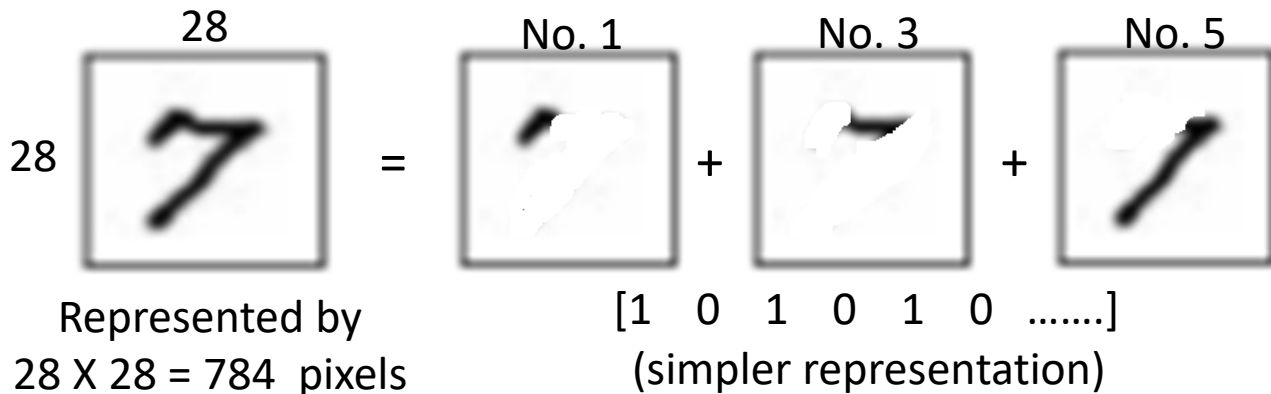 28
No. 1
No. 3
No. 5
28
=
+
+
Represented by
28 X 28 = 784 pixels
[1 0 1 0 1 0 …….]
(simpler representation)